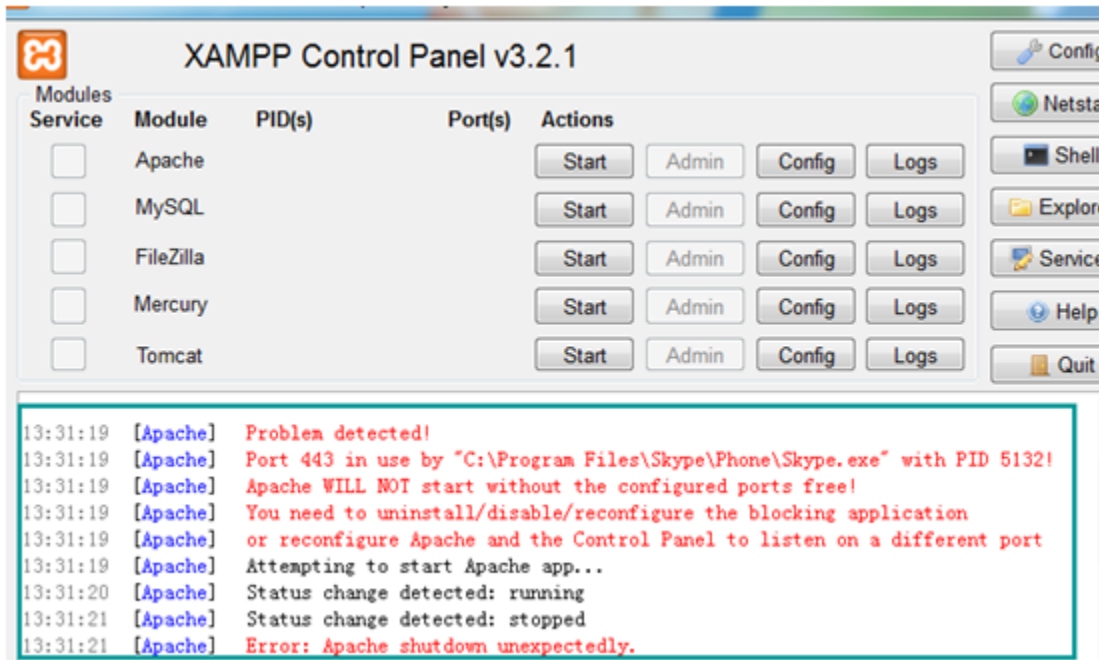 XAMPP Control Panel v3.2.1
Config
Modules
Service Module PID(s) Port(s) Actions
Netsta
Apache Start Admin Config Logs
Shell
MySQL Start Admin Config Logs
Explore
FileZilla Start Admin Config Logs
Service
Mercury Start Admin Config Logs
Help
Tomcat Start Admin Config Logs
Quit
13:31:19 [Apache] Problem detected!
13:31:19 [Apache] Port 443 in use by "C:\Program Files\Skype\Phone\Skype.exe" with PID 5132!
13:31:19 [Apache] Apache WILL NOT start without the configured ports free!
13:31:19 [Apache] You need to uninstall/disable/reconfigure the blocking application
13:31:19 [Apache] or reconfigure Apache and the Control Panel to listen on a different port
13:31:19 [Apache] Attempting to start Apache app...
13:31:20 [Apache] Status change detected: running
13:31:21 [Apache] Status change detected: stopped
13:31:21 [Apache] Error: Apache shutdown unexpectedly.